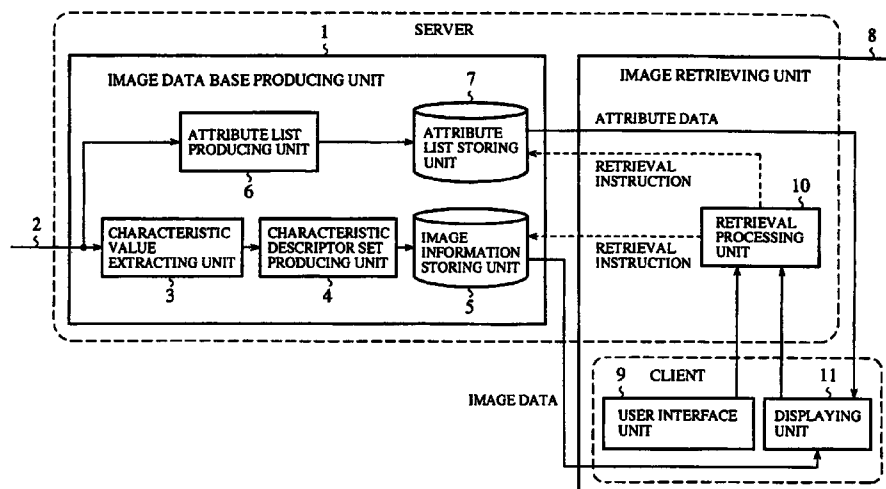 SERVER
1
8
IMAGE DATA BASE PRODUCING UNIT
IMAGE RETRIEVING UNIT
7
ATTRIBUTE LIST
PRODUCING UNIT
6
ATTRIBUTE
LIST STORING
UNIT
ATTRIBUTE DATA
RETRIEVAL
INSTRUCTION
10
RETRIEVAL
PROCESSING
UNIT
2
CHARACTERISTIC
VALUE
EXTRACTING UNIT
3
CHARACTERISTIC
DESCRIPTOR SET
PRODUCING UNIT
4
IMAGE
INFORMATION
STORING UNIT
5
RETRIEVAL
INSTRUCTION
IMAGE DATA
9
CLIENT
11
USER INTERFACE
UNIT
DISPLAYING
UNIT